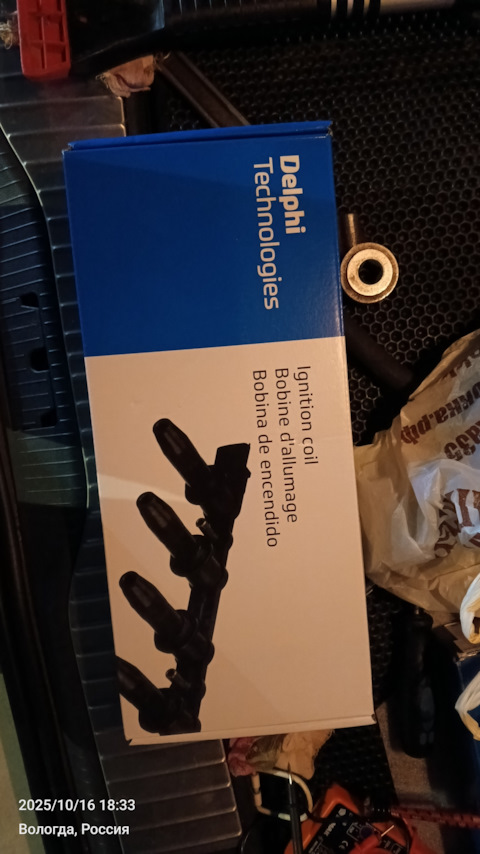 Delphi
Technologies
Ignition coil
Bobine d'allumage
Bobina de encendido
2025/10/16 18:33
Вологда, Россия